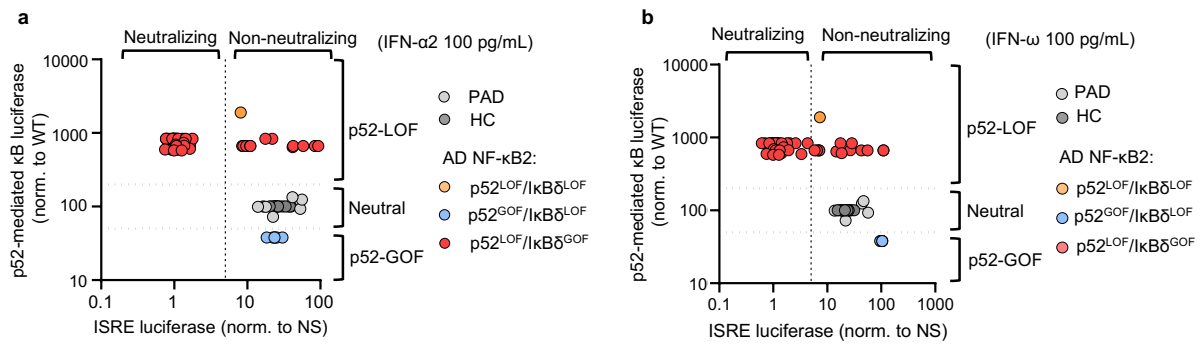 a
Neutralizing Non-neutralizing (IFN-α2 100 pg/mL)
p52-mediated κB luciferase
(norm. to WT)
10000
1000
100
10
0.1 1 10 100
ISRE luciferase (norm. to NS)
p52-LOF
Neutral
p52-GOF
PAD
HC
AD NF-κB2:
p52LOF/IκBδLOF
p52GOF/IκBδLOF
p52LOF/IκBδGOF
b
Neutralizing Non-neutralizing (IFN-ω 100 pg/mL)
p52-mediated κB luciferase
(norm. to WT)
10000
1000
100
10
0.1 1 10 100 1000
ISRE luciferase (norm. to NS)
p52-LOF
Neutral
p52-GOF
PAD
HC
AD NF-κB2:
p52LOF/IκBδLOF
p52GOF/IκBδLOF
p52LOF/IκBδGOF